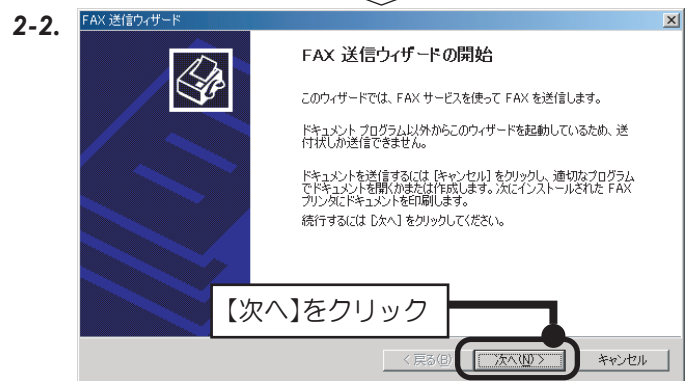 2-2.
FAX 送信ウィザード
FAX 送信ウィザードの開始
このウィザードでは、FAX サービスを使って FAX を送信します。
ドキュメント プログラム以外からこのウィザードを起動しているため、送
付状しか送信できません。
ドキュメントを送信するには [キャンセル] をクリックし、適切なプログラム
でドキュメントを開くかまたは作成します。次にインストールされた FAX
プリンタにドキュメントを印刷します。
続行するには [次へ] をクリックしてください。
【次へ】をクリック
< 戻る(B)
次へ(N) >
キャンセル